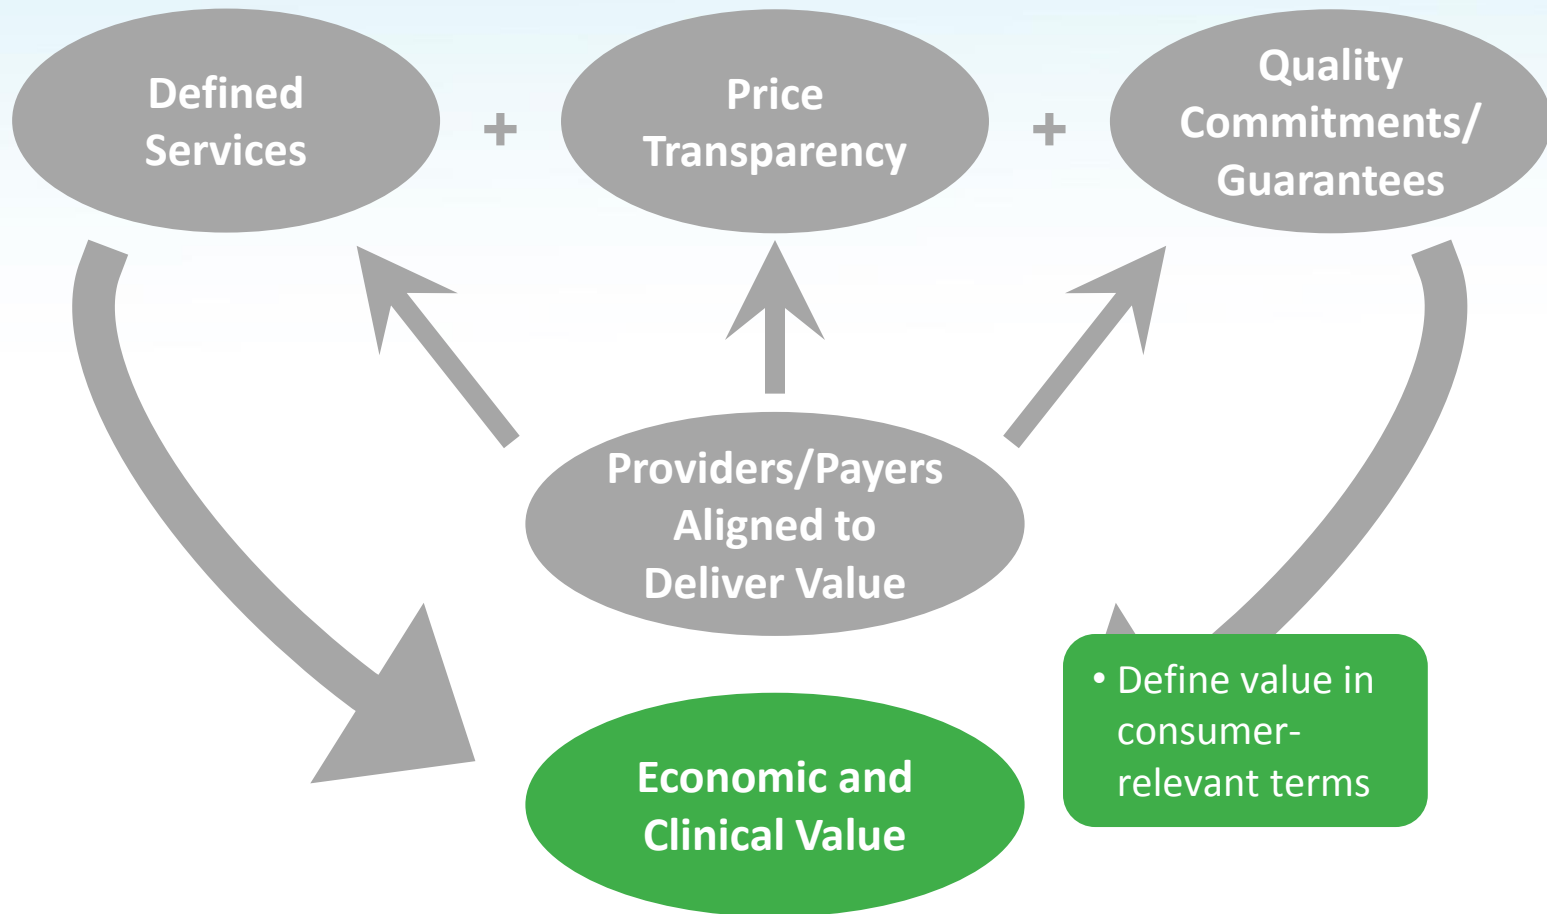 Defined
Services
+
Price
Transparency
+
Quality
Commitments/
Guarantees
Providers/Payers
Aligned to
Deliver Value
Economic and
Clinical Value
• Define value in
consumer-
relevant terms